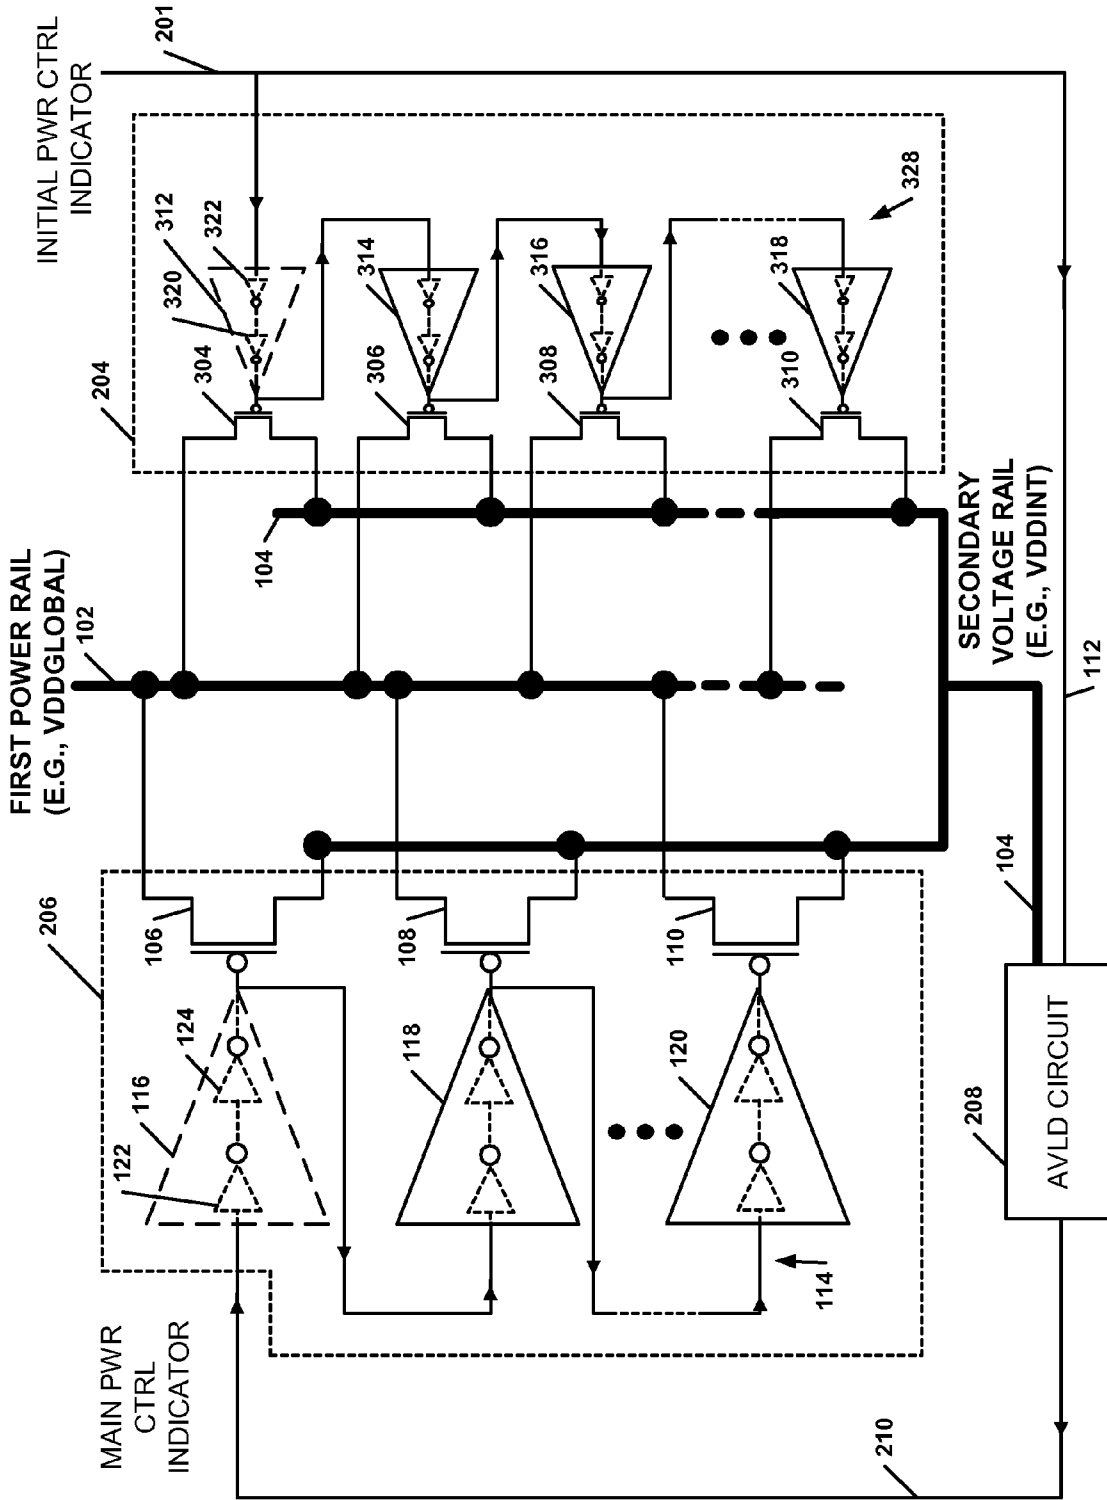 INITIAL PWR CTRL
INDICATOR
201
204
312
320
322
304
314
306
316
308
318
310
328
104
FIRST POWER RAIL
(E.G., VDDGLOBAL)
102
SECONDARY
VOLTAGE RAIL
(E.G., VDDINT)
112
104
206
106
108
110
116
122
124
118
120
114
MAIN PWR
CTRL
INDICATOR
AVLD CIRCUIT
208
210